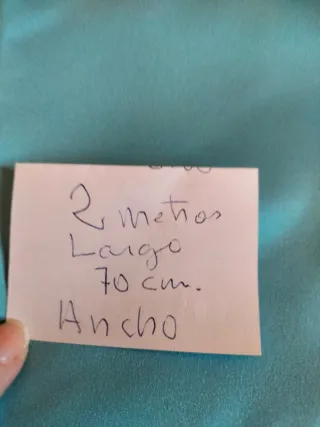 2 metros
Largo
70 cm.
Ancho